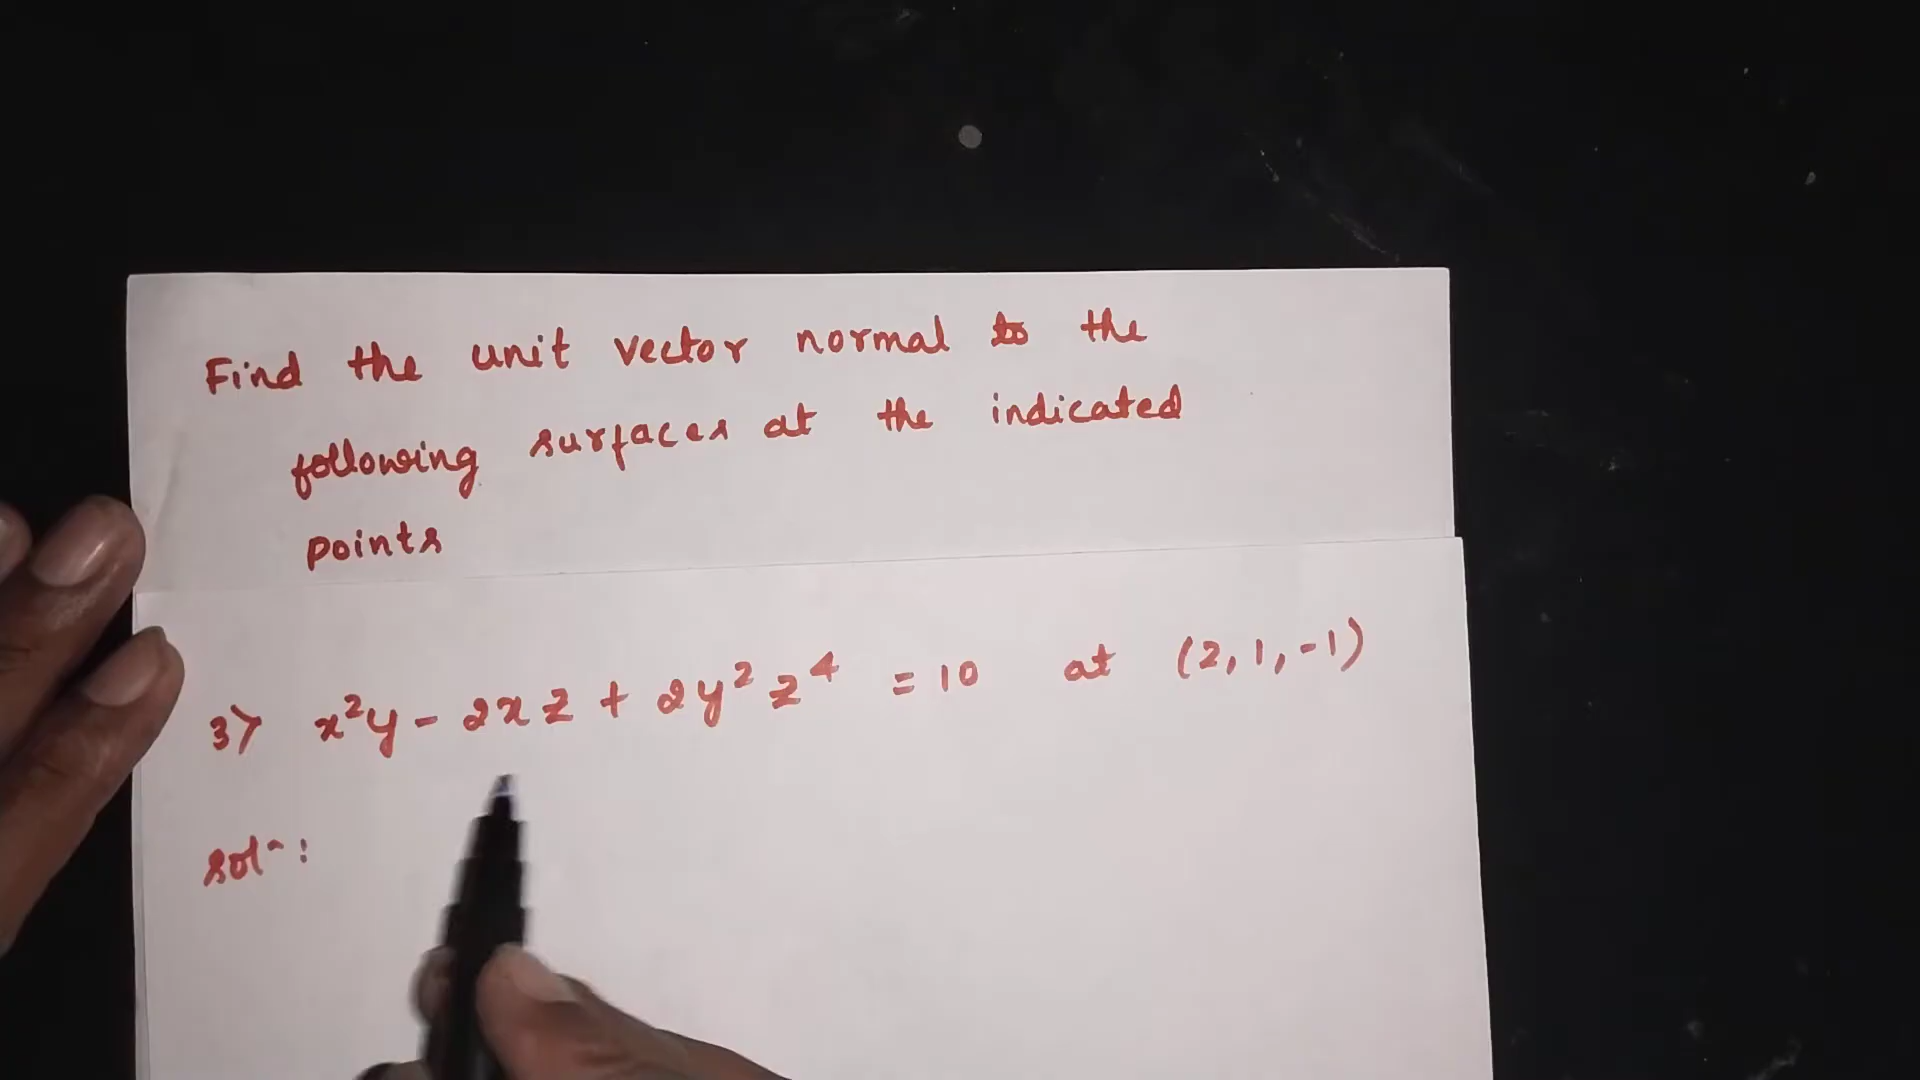 Find the unit vector normal to the
following surfaces at the indicated
points
3> x²y - 2xz + 2y²z⁴ = 10 at (2, 1, -1)
solⁿ: